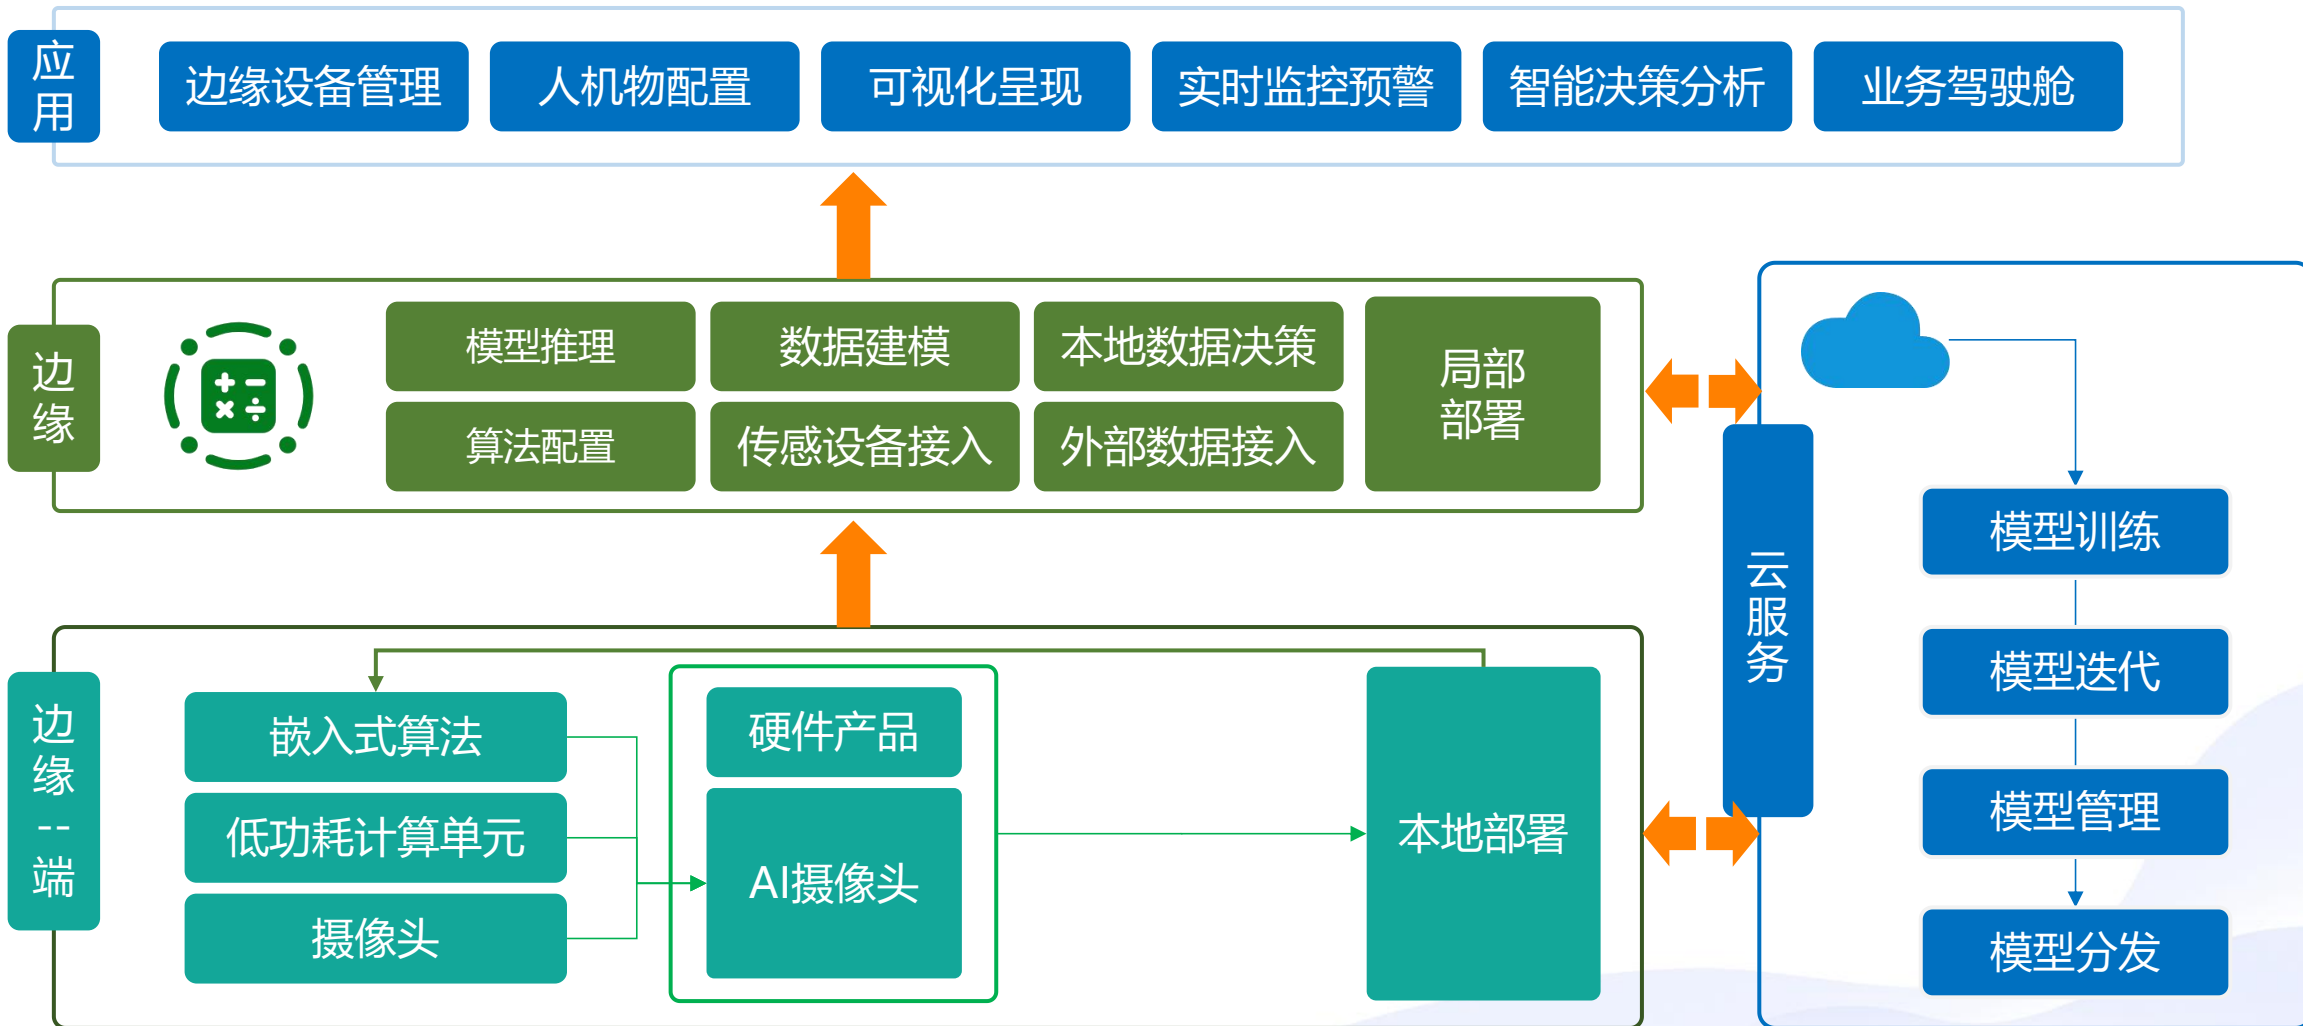 应用
边缘设备管理
人机物配置
可视化呈现
实时监控预警
智能决策分析
业务驾驶舱
边缘
模型推理
数据建模
本地数据决策
算法配置
传感设备接入
外部数据接入
局部
部署
边缘--端
嵌入式算法
低功耗计算单元
摄像头
硬件产品
AI摄像头
本地部署
云服务
模型训练
模型迭代
模型管理
模型分发